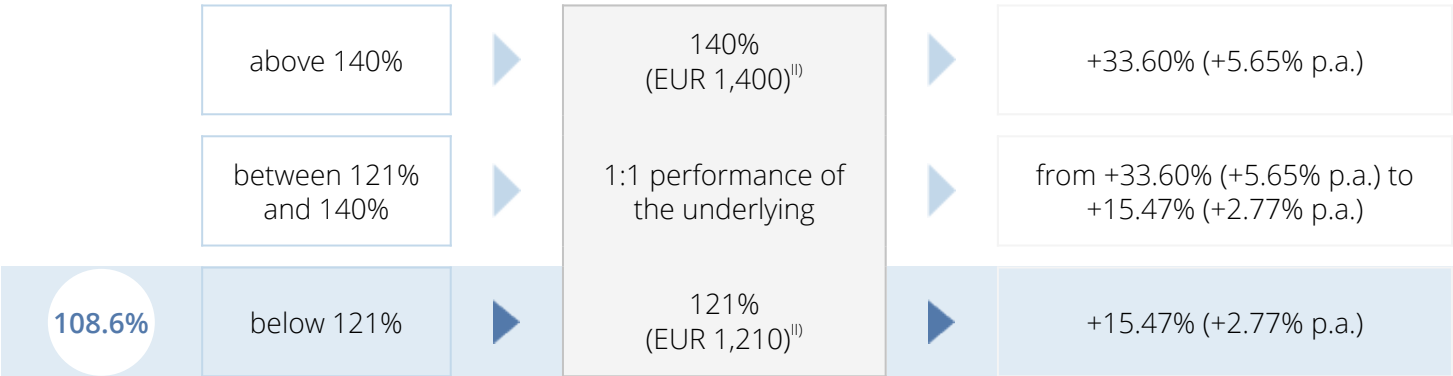 above 140%
140%
(EUR 1,400)II)
+33.60% (+5.65% p.a.)
between 121%
and 140%
1:1 performance of
the underlying
from +33.60% (+5.65% p.a.) to
+15.47% (+2.77% p.a.)
108.6%
below 121%
121%
(EUR 1,210)II)
+15.47% (+2.77% p.a.)